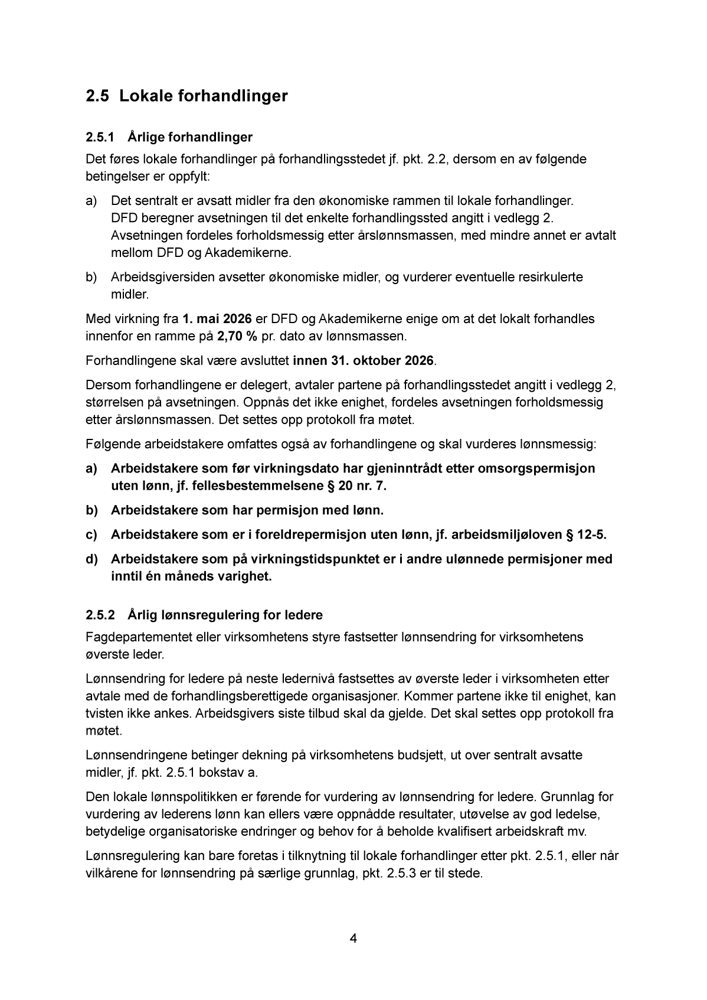 2.5 Lokale forhandlinger
2.5.1 Årlige forhandlinger
Det føres lokale forhandlinger på forhandlingsstedet jf. pkt. 2.2, dersom en av følgende
betingelser er oppfylt:
a) Det sentralt er avsatt midler fra den økonomiske rammen til lokale forhandlinger.
DFD beregner avsetningen til det enkelte forhandlingssted angitt i vedlegg 2.
Avsetningen fordeles forholdsmessig etter årslønnsmassen, med mindre annet er avtalt
mellom DFD og Akademikerne.
b) Arbeidsgiversiden avsetter økonomiske midler, og vurderer eventuelle resirkulerte
midler.
Med virkning fra 1. mai 2026 er DFD og Akademikerne enige om at det lokalt forhandles
innenfor en ramme på 2,70 % pr. dato av lønnsmassen.
Forhandlingene skal være avsluttet innen 31. oktober 2026.
Dersom forhandlingene er delegert, avtaler partene på forhandlingsstedet angitt i vedlegg 2,
størrelsen på avsetningen. Oppnås det ikke enighet, fordeles avsetningen forholdsmessig
etter årslønnsmassen. Det settes opp protokoll fra møtet.
Følgende arbeidstakere omfattes også av forhandlingene og skal vurderes lønnsmessig:
a) Arbeidstakere som før virkningsdato har gjeninntrådt etter omsorgspermisjon
uten lønn, jf. fellesbestemmelsene § 20 nr. 7.
b) Arbeidstakere som har permisjon med lønn.
c) Arbeidstakere som er i foreldrepermisjon uten lønn, jf. arbeidsmiljøloven § 12-5.
d) Arbeidstakere som på virkningstidspunktet er i andre ulønnede permisjoner med
inntil én måneds varighet.
2.5.2 Årlig lønnsregulering for ledere
Fagdepartementet eller virksomhetens styre fastsetter lønnsendring for virksomhetens
øverste leder.
Lønnsendring for ledere på neste ledernivå fastsettes av øverste leder i virksomheten etter
avtale med de forhandlingsberettigede organisasjoner. Kommer partene ikke til enighet, kan
tvisten ikke ankes. Arbeidsgivers siste tilbud skal da gjelde. Det skal settes opp protokoll fra
møtet.
Lønnsendringene betinger dekning på virksomhetens budsjett, ut over sentralt avsatte
midler, jf. pkt. 2.5.1 bokstav a.
Den lokale lønnspolitikken er førende for vurdering av lønnsendring for ledere. Grunnlag for
vurdering av lederens lønn kan ellers være oppnådde resultater, utøvelse av god ledelse,
betydelige organisatoriske endringer og behov for å beholde kvalifisert arbeidskraft mv.
Lønnsregulering kan bare foretas i tilknytning til lokale forhandlinger etter pkt. 2.5.1, eller når
vilkårene for lønnsendring på særlige grunnlag, pkt. 2.5.3 er til stede.
4